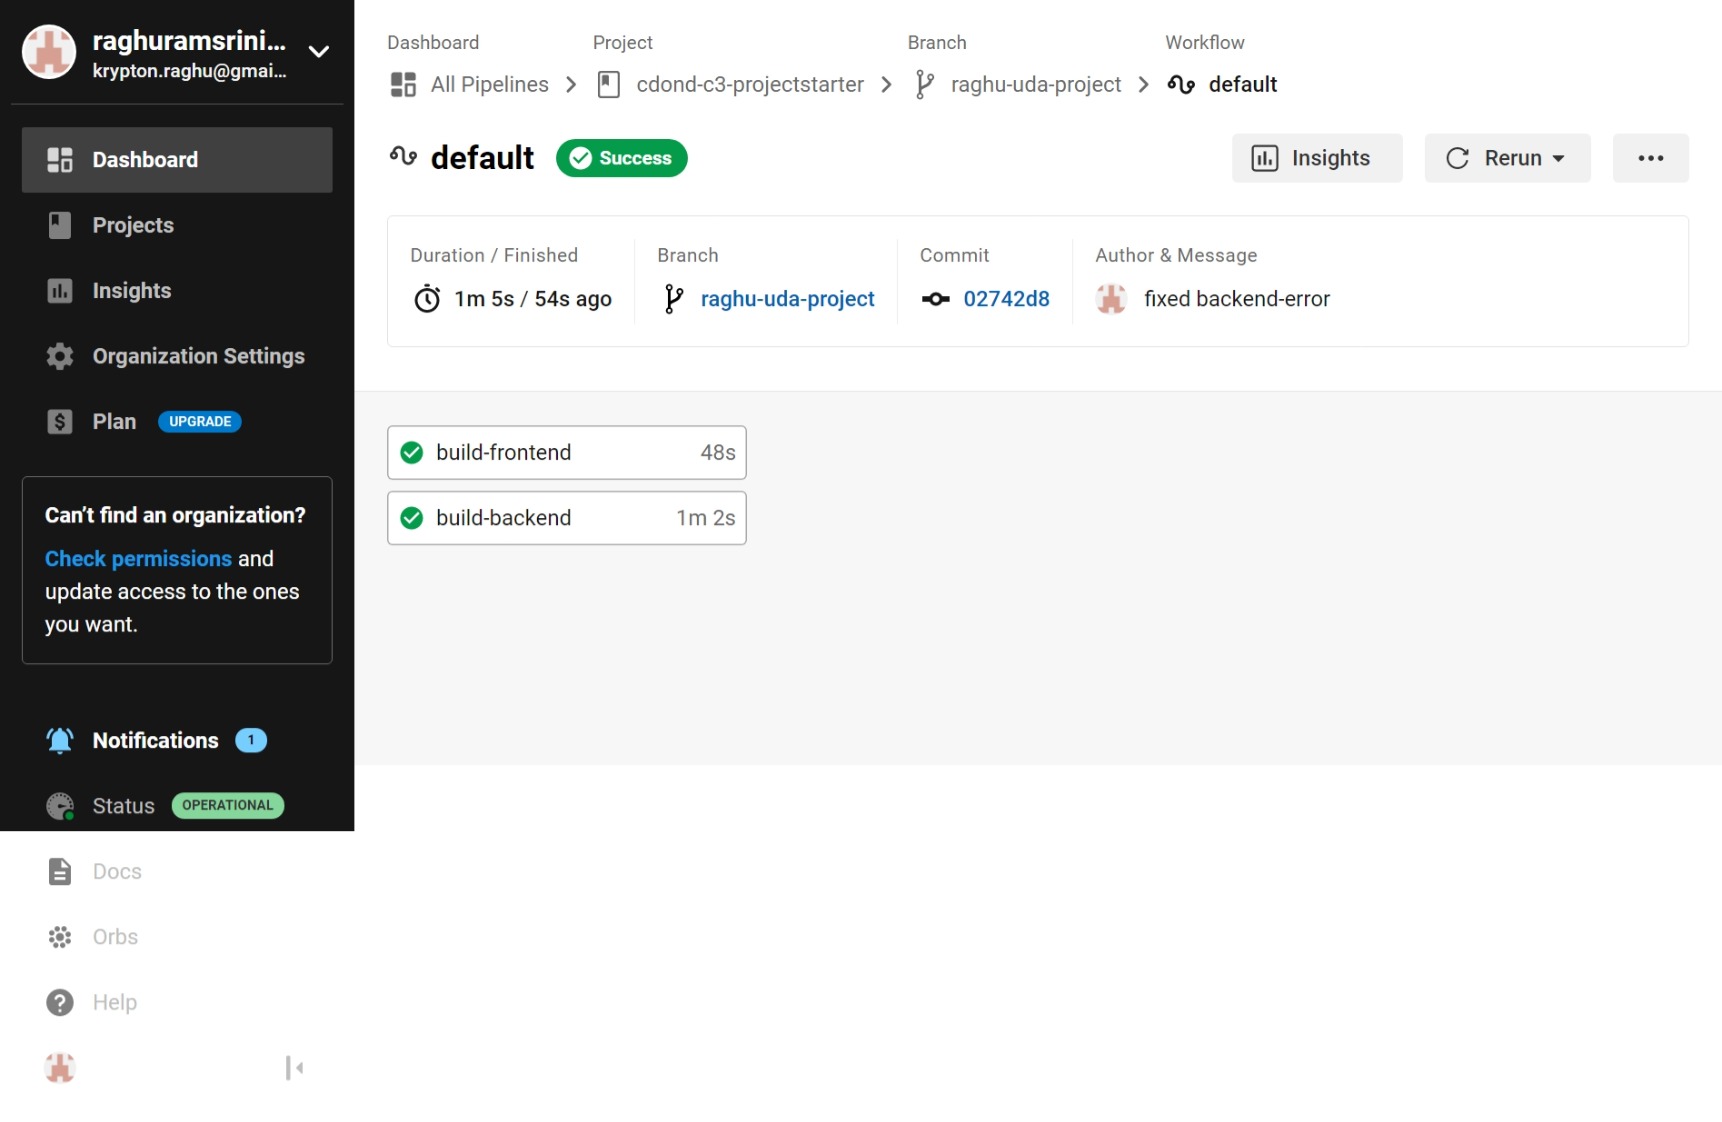 raghuramsrini...
krypton.raghu@gmai...
Dashboard
Projects
Insights
Organization Settings
Plan UPGRADE
Can't find an organization?
Check permissions and
update access to the ones
you want.
Notifications 1
Status OPERATIONAL
Docs
Orbs
Help
Dashboard Project Branch Workflow
All Pipelines cdond-c3-projectstarter raghu-uda-project default
default Success Insights Rerun
Duration / Finished Branch Commit Author & Message
1m 5s / 54s ago raghu-uda-project 02742d8 fixed backend-error
build-frontend 48s
build-backend 1m 2s